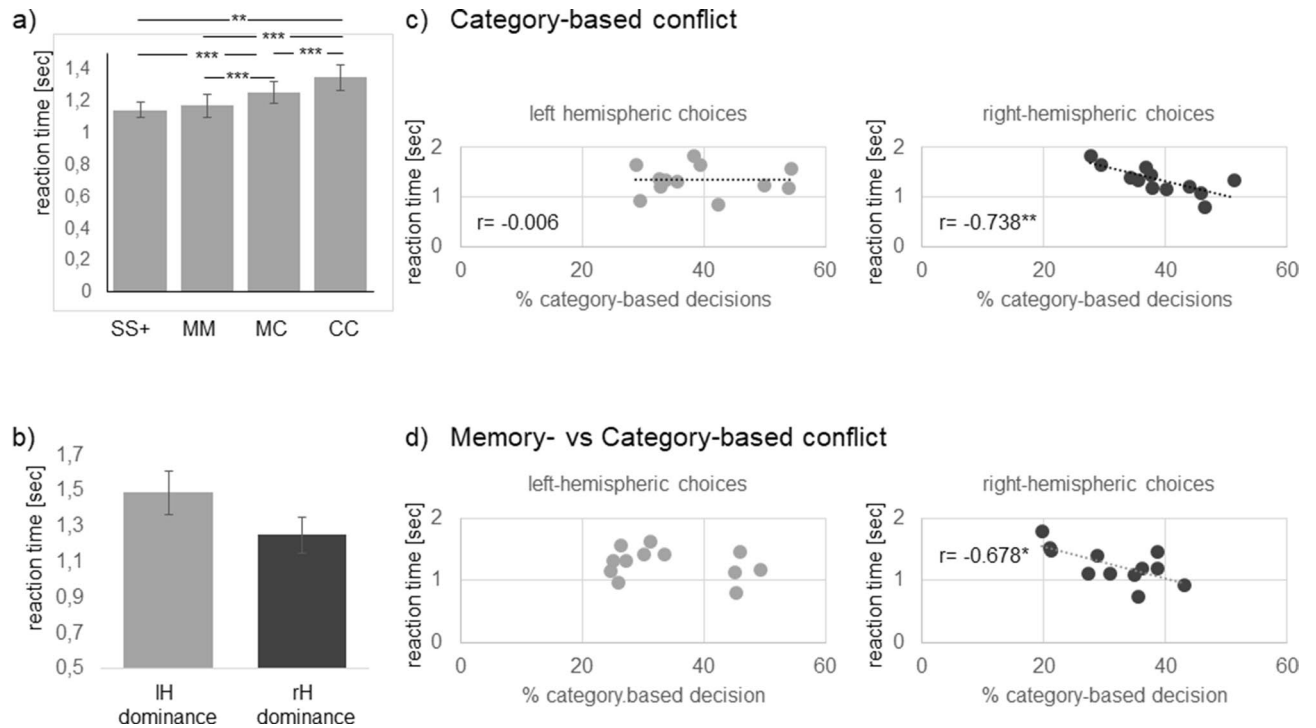 a)
**
***
***
***
***
1,4
1,2
1
0,8
0,6
0,4
0,2
0
reaction time [sec]
SS+ MM MC CC
c) Category-based conflict
left hemispheric choices
reaction time [sec]
2
1
0
r= -0.006
0 20 40 60
% category-based decisions
right-hemispheric choices
reaction time [sec]
2
1
0
r= -0.738**
0 20 40 60
% category-based decisions
b)
reaction time [sec]
1,7
1,5
1,3
1,1
0,9
0,7
0,5
lH rH
dominance dominance
d) Memory- vs Category-based conflict
left-hemispheric choices
reaction time [sec]
2
1
0
0 20 40 60
% category.based decision
right-hemispheric choices
reaction time [sec]
2
1
0
r= -0.678*
0 20 40 60
% category-based decision